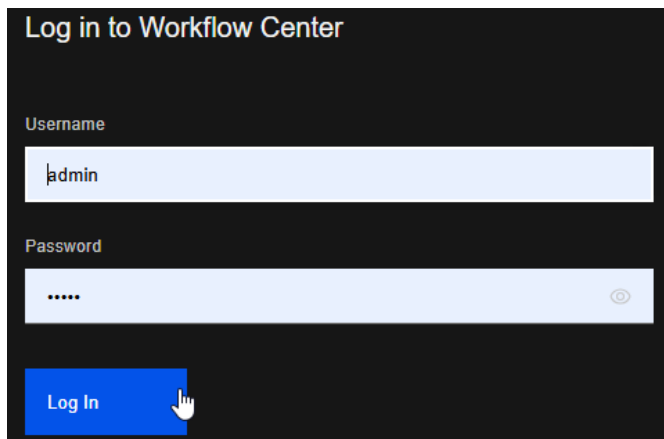 Log in to Workflow Center
Username
admin
Password
•••••
Log In